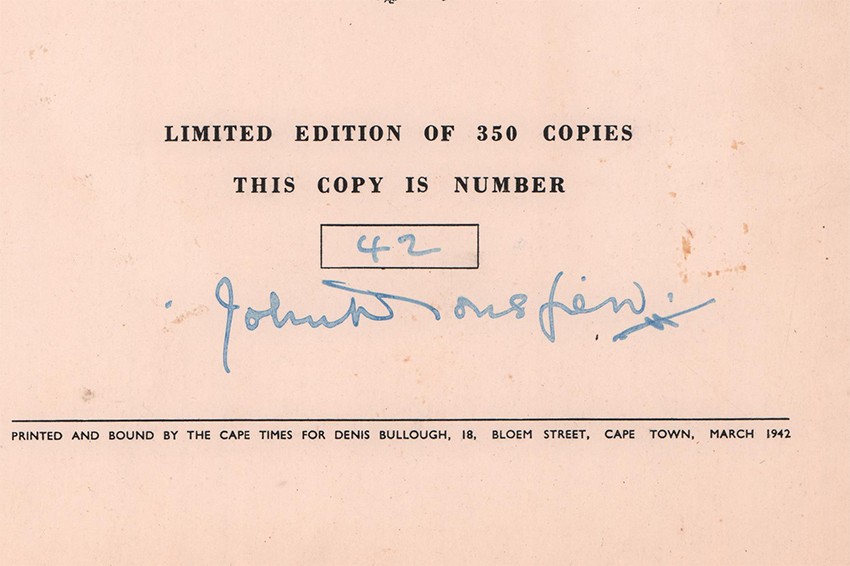 LIMITED EDITION OF 350 COPIES
THIS COPY IS NUMBER
42
John
PRINTED AND BOUND BY THE CAPE TIMES FOR DENIS BULLOUGH, 18, BLOEM STREET, CAPE TOWN, MARCH 1942